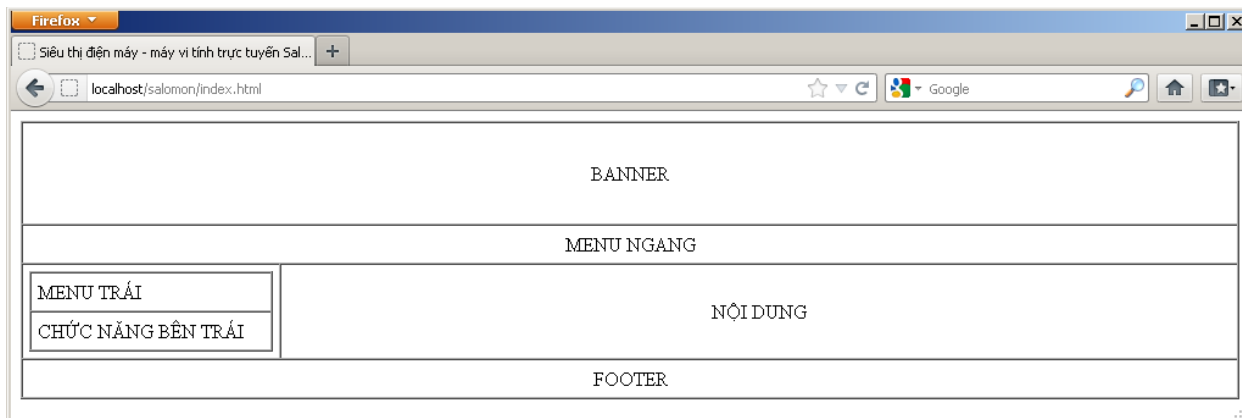 Firefox
Siêu thị điện máy - máy vi tính trực tuyến Sal...
localhost/salomon/index.html
Google
BANNER
MENU NGANG
MENU TRÁI
CHỨC NĂNG BÊN TRÁI
NỘI DUNG
FOOTER